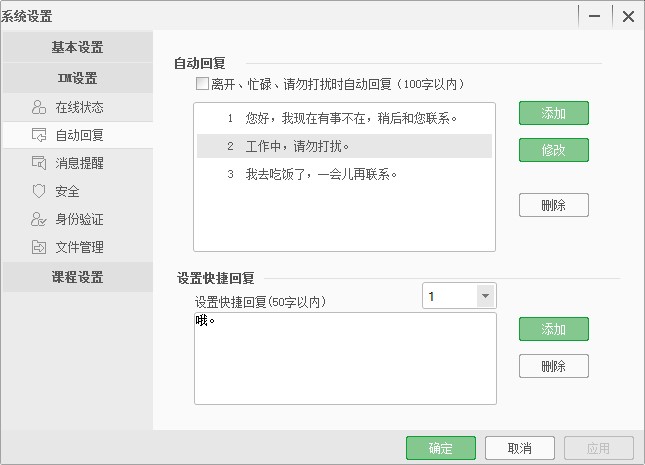 系统设置
基本设置
IM设置
在线状态
自动回复
消息提醒
安全
身份验证
文件管理
课程设置
自动回复
离开、忙碌、请勿打扰时自动回复（100字以内）
1 您好，我现在有事不在，稍后和您联系。
2 工作中，请勿打扰。
3 我去吃饭了，一会儿再联系。
添加
修改
删除
设置快捷回复
设置快捷回复(50字以内)
1
哦。
添加
删除
确定
取消
应用